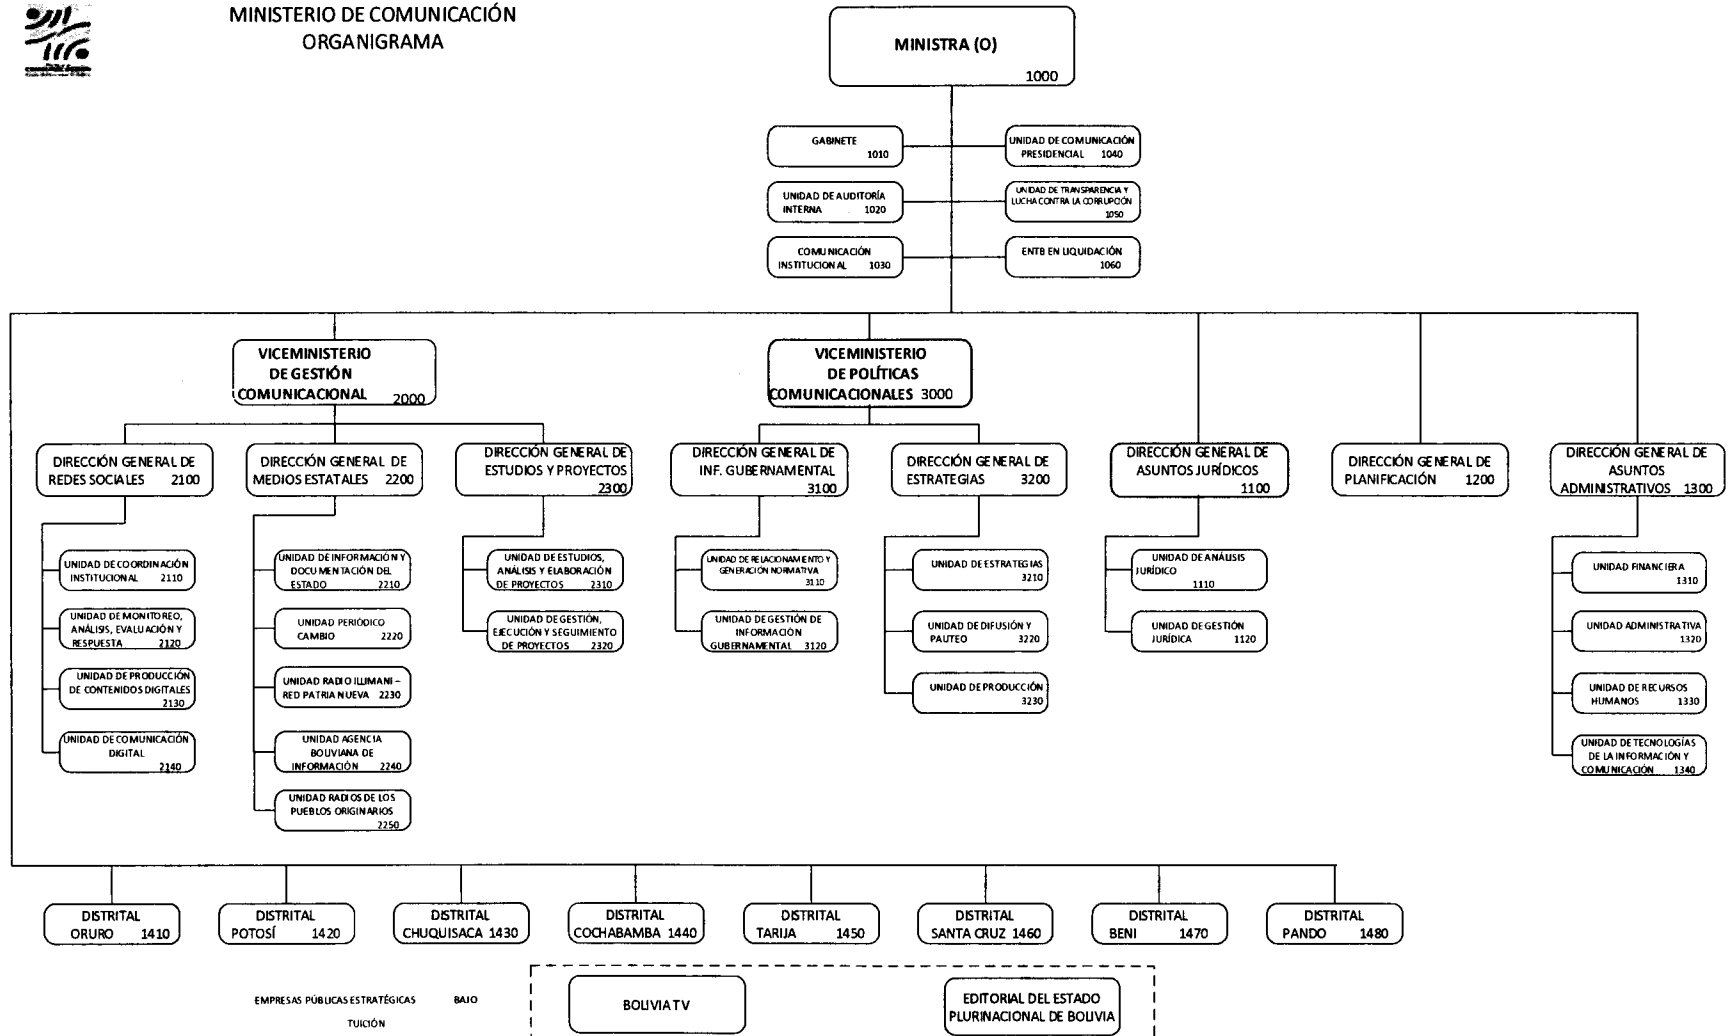 MINISTERIO DE COMUNICACIÓN
ORGANIGRAMA
MINISTRA (O)
1000
GABINETE
1010
UNIDAD DE COMUNICACIÓN
PRESIDENCIAL 1040
UNIDAD DE AUDITORÍA
INTERNA 1020
UNIDAD DE TRANSPARENCIA Y
LUCHA CONTRA LA CORRUPCIÓN
1050
COMUNICACIÓN
INSTITUCIONAL 1030
ENTB EN LIQUIDACIÓN
1060
VICEMINISTERIO
DE GESTIÓN
COMUNICACIONAL 2000
VICEMINISTERIO
DE POLÍTICAS
COMUNICACIONALES 3000
DIRECCIÓN GENERAL DE
REDES SOCIALES 2100
DIRECCIÓN GENERAL DE
MEDIOS ESTATALES 2200
DIRECCIÓN GENERAL DE
ESTUDIOS Y PROYECTOS
2300
DIRECCIÓN GENERAL DE
INF. GUBERNAMENTAL
3100
DIRECCIÓN GENERAL DE
ESTRATEGIAS 3200
DIRECCIÓN GENERAL DE
ASUNTOS JURÍDICOS
1100
DIRECCIÓN GENERAL DE
PLANIFICACIÓN 1200
DIRECCIÓN GENERAL DE
ASUNTOS
ADMINISTRATIVOS 1300
UNIDAD DE COORDINACIÓN
INSTITUCIONAL 2110
UNIDAD DE MONITOREO,
ANÁLISIS, EVALUACIÓN Y
RESPUESTA 2120
UNIDAD DE PRODUCCIÓN
DE CONTENIDOS DIGITALES
2130
UNIDAD DE COMUNICACIÓN
DIGITAL
2140
UNIDAD DE INFORMACIÓN Y
DOCUMENTACIÓN DEL
ESTADO 2210
UNIDAD PERIÓDICO
CAMBIO 2220
UNIDAD RADIO ILLIMANI –
RED PATRIA NUEVA 2230
UNIDAD AGENCIA
BOLIVIANA DE
INFORMACIÓN 2240
UNIDAD RADIOS DE LOS
PUEBLOS ORIGINARIOS
2250
UNIDAD DE ESTUDIOS,
ANÁLISIS Y ELABORACIÓN
DE PROYECTOS 2310
UNIDAD DE GESTIÓN,
EJECUCIÓN Y SEGUIMIENTO
DE PROYECTOS 2320
UNIDAD DE RELACIONAMIENTO Y
GENERACIÓN NORMATIVA
3110
UNIDAD DE GESTIÓN DE
INFORMACIÓN
GUBERNAMENTAL 3120
UNIDAD DE ESTRATEGIAS
3210
UNIDAD DE DIFUSIÓN Y
PAUTEO 3220
UNIDAD DE PRODUCCIÓN
3230
UNIDAD DE ANÁLISIS
JURÍDICO 1110
UNIDAD DE GESTIÓN
JURÍDICA 1120
UNIDAD FINANCIERA
1310
UNIDAD ADMINISTRATIVA
1320
UNIDAD DE RECURSOS
HUMANOS 1330
UNIDAD DE TECNOLOGÍAS
DE LA INFORMACIÓN Y
COMUNICACIÓN 1340
DISTRITAL
ORURO 1410
DISTRITAL
POTOSÍ 1420
DISTRITAL
CHUQUISACA 1430
DISTRITAL
COCHABAMBA 1440
DISTRITAL
TARIJA 1450
DISTRITAL
SANTA CRUZ 1460
DISTRITAL
BENI 1470
DISTRITAL
PANDO 1480
EMPRESAS PÚBLICAS ESTRATÉGICAS BAJO
TUICIÓN
BOLIVIA TV
EDITORIAL DEL ESTADO
PLURINACIONAL DE BOLIVIA